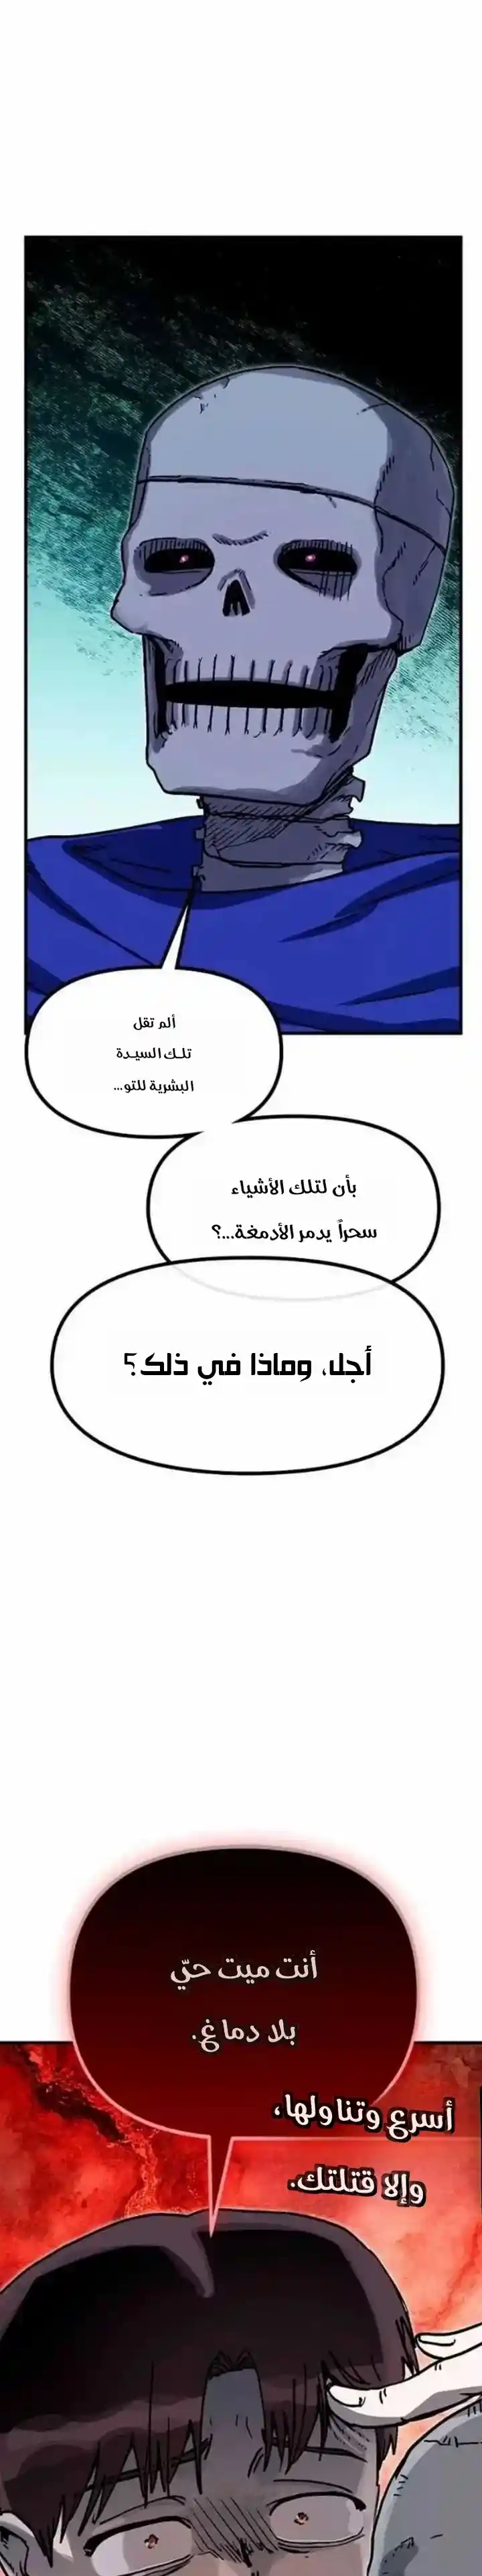 ألم تقل
تلك السيدة
البشرية للتو...
بأن لتلك الأشياء
سحراً يدمر الأدمغة...؟
أجل، وماذا في ذلك؟
أنت ميت حيّ
بلا دماغ.
أسرع وتناولها،
وإلا قتلتك.